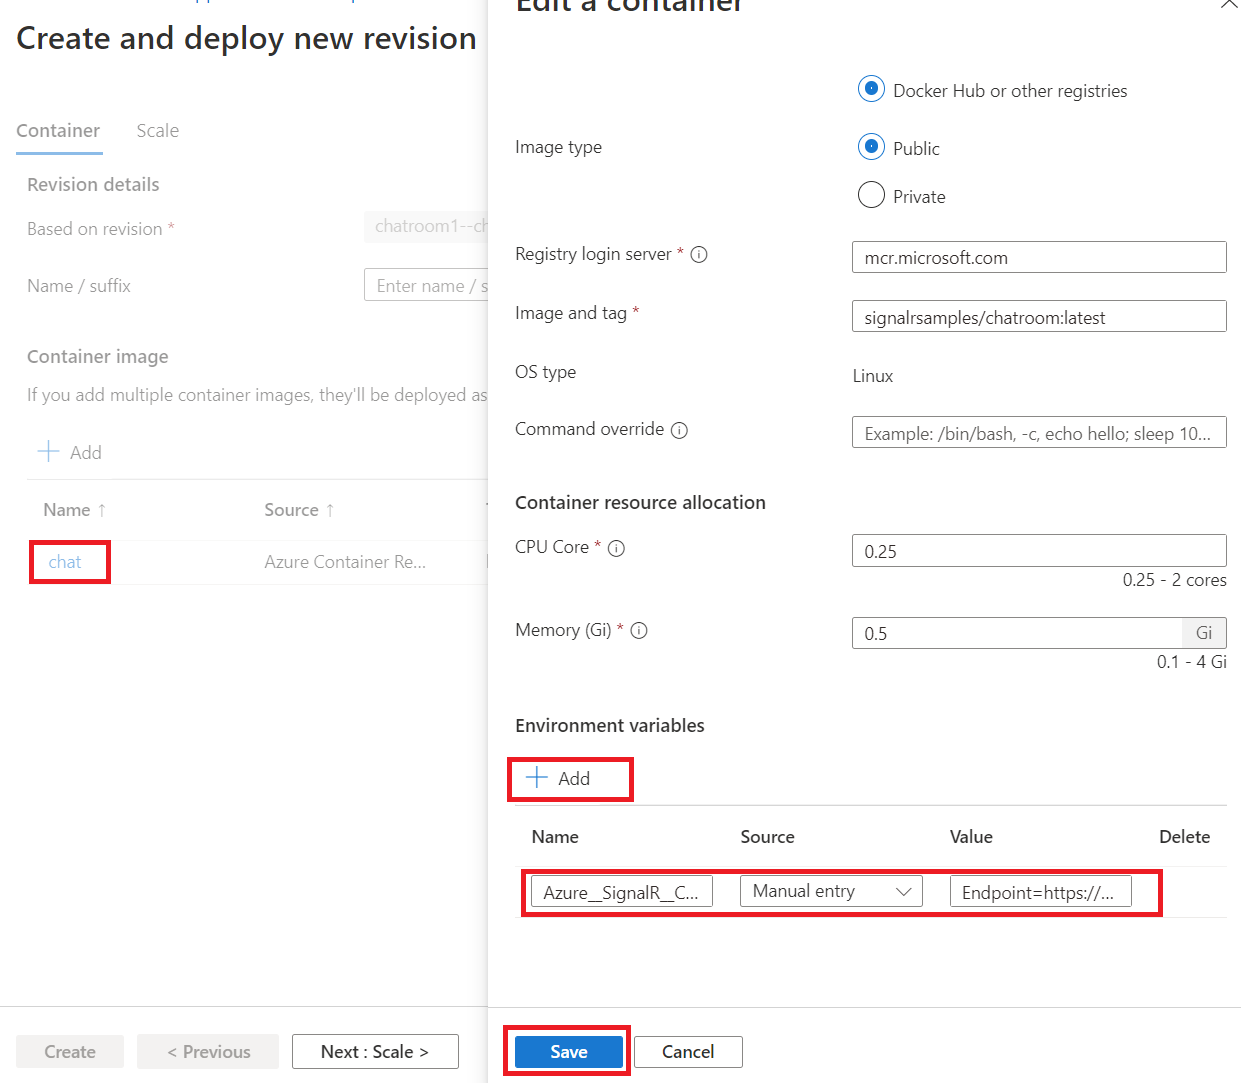 Create and deploy new revision
Container
Scale
Revision details
Based on revision *
chatroom1--ch
Name / suffix
Enter name / s
Container image
If you add multiple container images, they'll be deployed as
Add
Name ↑
Source ↑
chat
Azure Container Re...
Create
< Previous
Next : Scale >
Edit a container
Docker Hub or other registries
Image type
Public
Private
Registry login server *
mcr.microsoft.com
Image and tag *
signalrsamples/chatroom:latest
OS type
Linux
Command override
Example: /bin/bash, -c, echo hello; sleep 10...
Container resource allocation
CPU Core *
0.25
0.25 - 2 cores
Memory (Gi) *
0.5
Gi
0.1 - 4 Gi
Environment variables
Add
Name
Source
Value
Delete
Azure__SignalR__C...
Manual entry
Endpoint=https://...
Save
Cancel